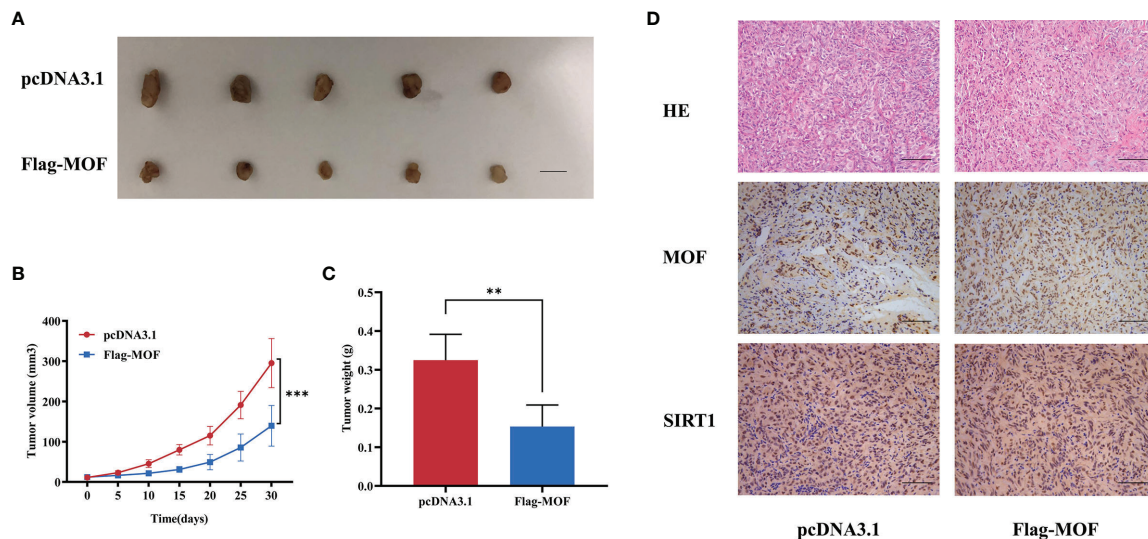 A
pcDNA3.1
Flag-MOF
B
pcDNA3.1
Flag-MOF
Tumor volume (mm3)
400
300
200
100
0
***
0 5 10 15 20 25 30
Time(days)
C
**
Tumor weight (g)
0.5
0.4
0.3
0.2
0.1
0.0
pcDNA3.1 Flag-MOF
D
HE
MOF
SIRT1
pcDNA3.1 Flag-MOF